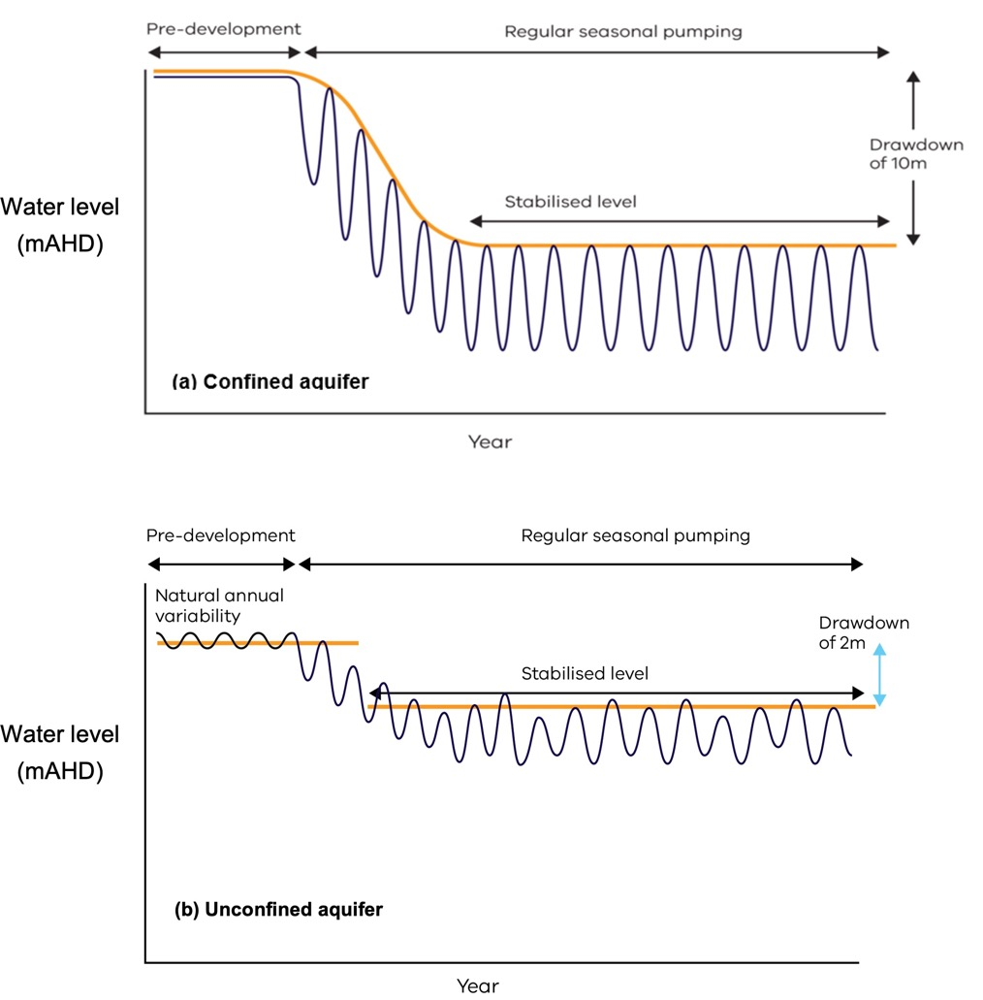 Pre-development
Regular seasonal pumping
Drawdown
of 10m
Stabilised level
Water level
(mAHD)
(a) Confined aquifer
Year
Pre-development
Regular seasonal pumping
Natural annual
variability
Drawdown
of 2m
Stabilised level
Water level
(mAHD)
(b) Unconfined aquifer
Year